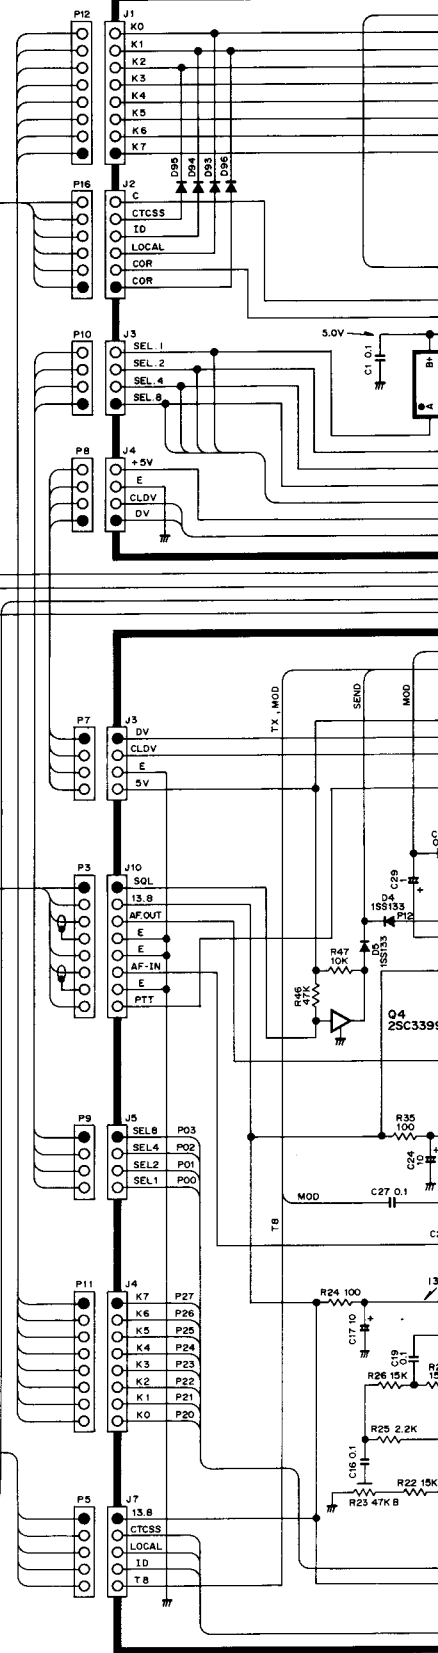 P12 J1
K0
K1
K2
K3
K4
K5
K6
K7
D95 D94 D93 D96
P16 J2
C
CTCSS
ID
LOCAL
COR
COR
P10 J3
5.0V
SEL.1
SEL.2
SEL.4
SEL.8
C1 0.1
B+
A
P8 J4
+5V
E
CLDV
DV
TX, MOD
SEND
MOD
P7 J3
DV
CLDV
E
5V
P3 J10
SQL
13.8
AF.OUT
E
E
AF-IN
E
PTT
C29
1
+
D4
1SS133
P12
D5
1SS133
R47
10K
R46
47K
Q4
2SC3399
P9 J5
SEL8 P03
SEL4 P02
SEL2 P01
SEL1 P00
R35
100
C24
10
+
MOD
C27 0.1
T8
P11 J4
K7 P27
K6 P26
K5 P25
K4 P24
K3 P23
K2 P22
K1 P21
K0 P20
R24 100
13
C17 10
+
C19
0.1
R26 15K
R25 2.2K
C16 0.1
R22 15K
R23 47K B
P5 J7
13.8
CTCSS
LOCAL
ID
T8